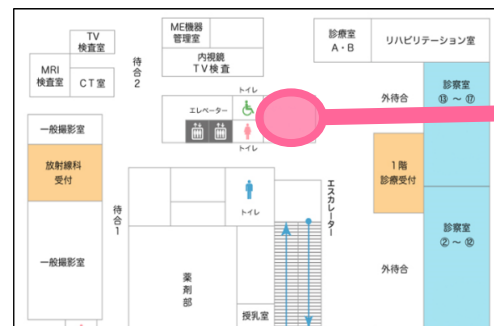 TV
検査室
MRI
検査室
CT室
待合2
ME機器
管理室
内視鏡
TV検査
診療室
A・B
リハビリテーション室
トイレ
エレベーター
トイレ
外待合
診察室
⑬～⑰
一般撮影室
放射線科
受付
1階
診療受付
待合1
トイレ
エスカレーター
診察室
②～⑫
一般撮影室
薬剤部
外待合
授乳室